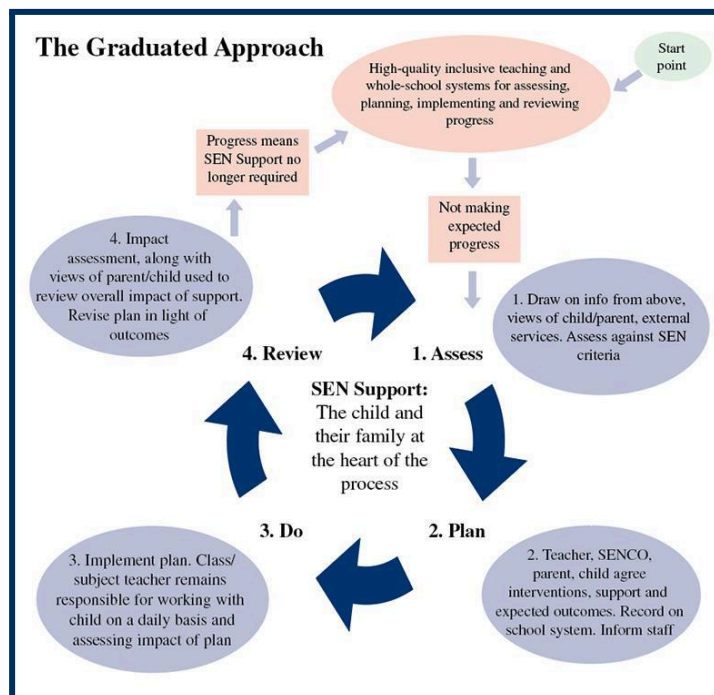 The Graduated Approach
Start
point
High-quality inclusive teaching and
whole-school systems for assessing,
planning, implementing and reviewing
progress
Progress means
SEN Support no
longer required
Not making
expected
progress
4. Impact
assessment, along with
views of parent/child used to
review overall impact of support.
Revise plan in light of
outcomes
1. Draw on info from above,
views of child/parent, external
services. Assess against SEN
criteria
4. Review
1. Assess
SEN Support:
The child and
their family at
the heart of the
process
3. Do
2. Plan
3. Implement plan. Class/
subject teacher remains
responsible for working with
child on a daily basis and
assessing impact of plan
2. Teacher, SENCO,
parent, child agree
interventions, support and
expected outcomes. Record on
school system. Inform staff